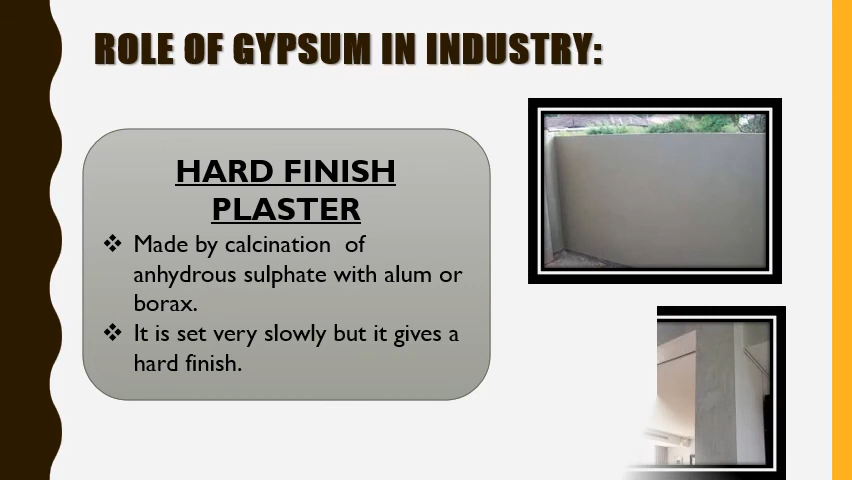 ROLE OF GYPSUM IN INDUSTRY:
HARD FINISH
PLASTER
❖ Made by calcination of
anhydrous sulphate with alum or
borax.
❖ It is set very slowly but it gives a
hard finish.